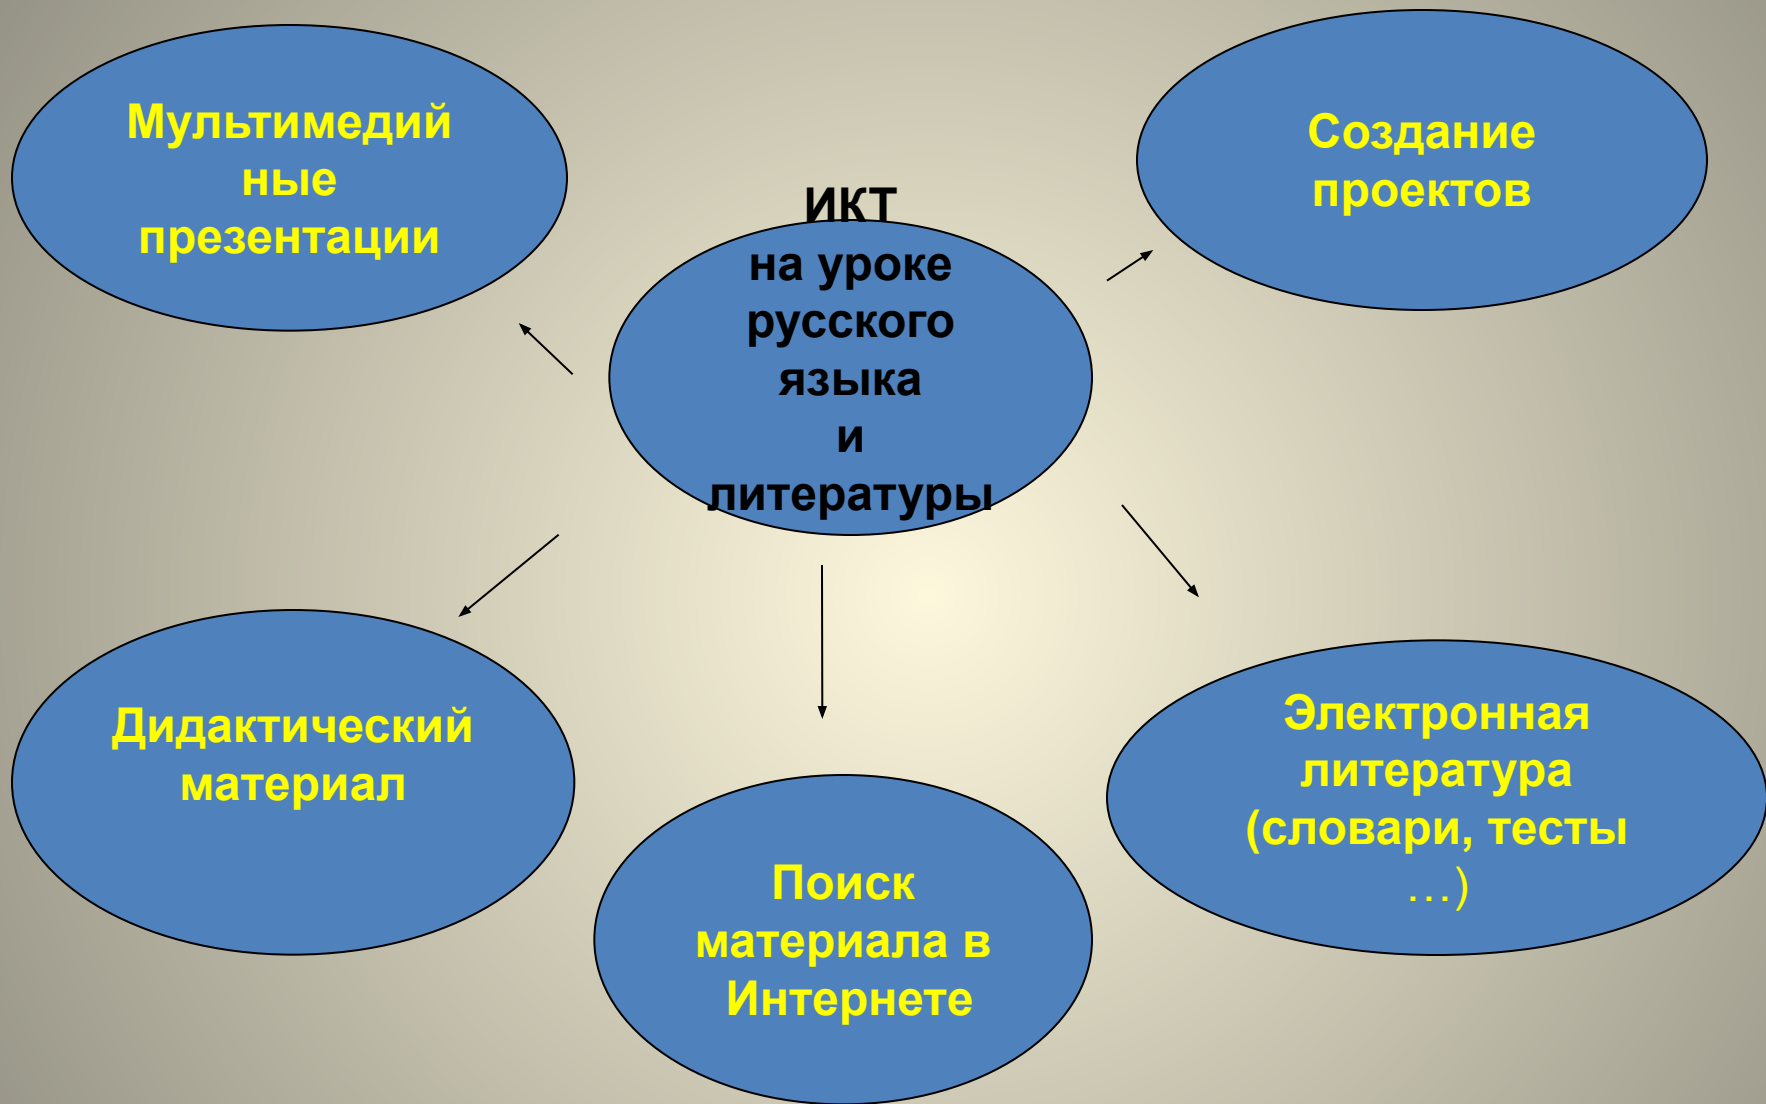 Мультимедий
ные
презентации
Создание
проектов
ИКТ
на уроке
русского
языка
и
литературы
Дидактический
материал
Поиск
материала в
Интернете
Электронная
литература
(словари, тесты
…)